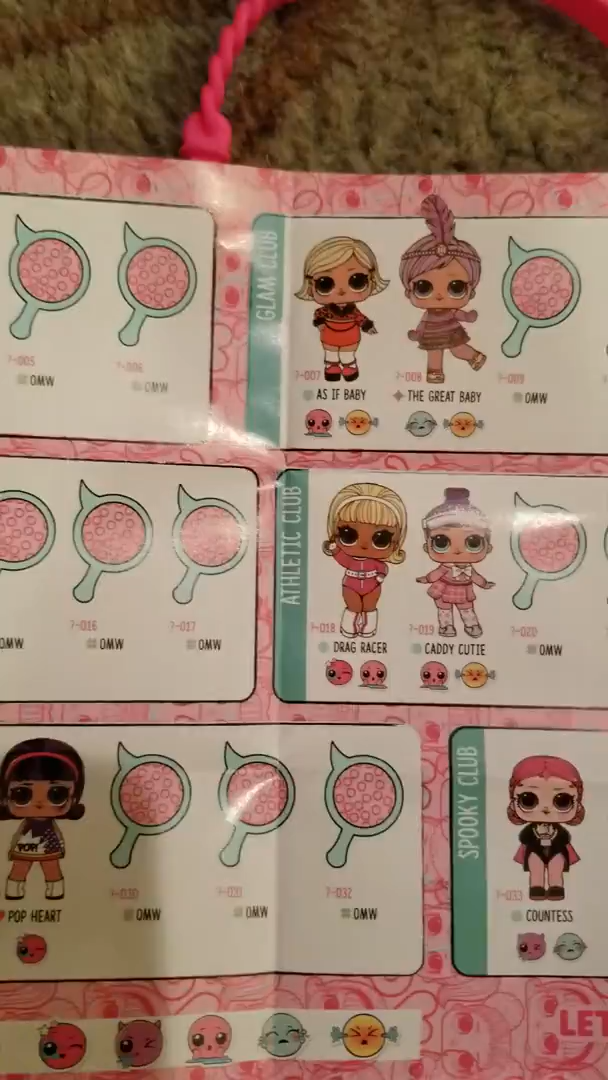 GLAM CLUB
?-005
OMW
?-006
OMW
?-007
AS IF BABY
?-008
THE GREAT BABY
?-009
OMW
OMW
?-016
OMW
?-017
OMW
ATHLETIC CLUB
?-018
DRAG RACER
?-019
CADDY CUTIE
?-020
OMW
POP!
POP HEART
?-030
OMW
?-031
OMW
?-032
OMW
SPOOKY CLUB
?-033
COUNTESS
LET